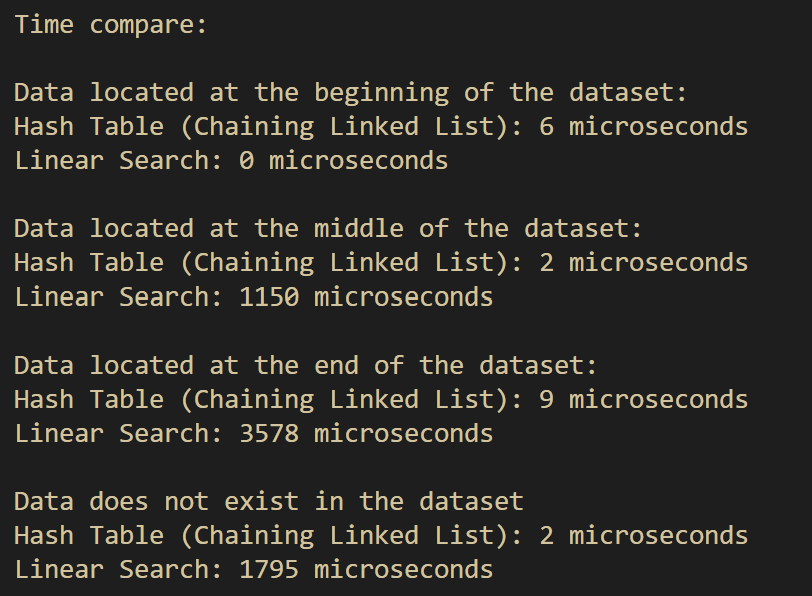 Time compare:
Data located at the beginning of the dataset:
Hash Table (Chaining Linked List): 6 microseconds
Linear Search: 0 microseconds
Data located at the middle of the dataset:
Hash Table (Chaining Linked List): 2 microseconds
Linear Search: 1150 microseconds
Data located at the end of the dataset:
Hash Table (Chaining Linked List): 9 microseconds
Linear Search: 3578 microseconds
Data does not exist in the dataset
Hash Table (Chaining Linked List): 2 microseconds
Linear Search: 1795 microseconds